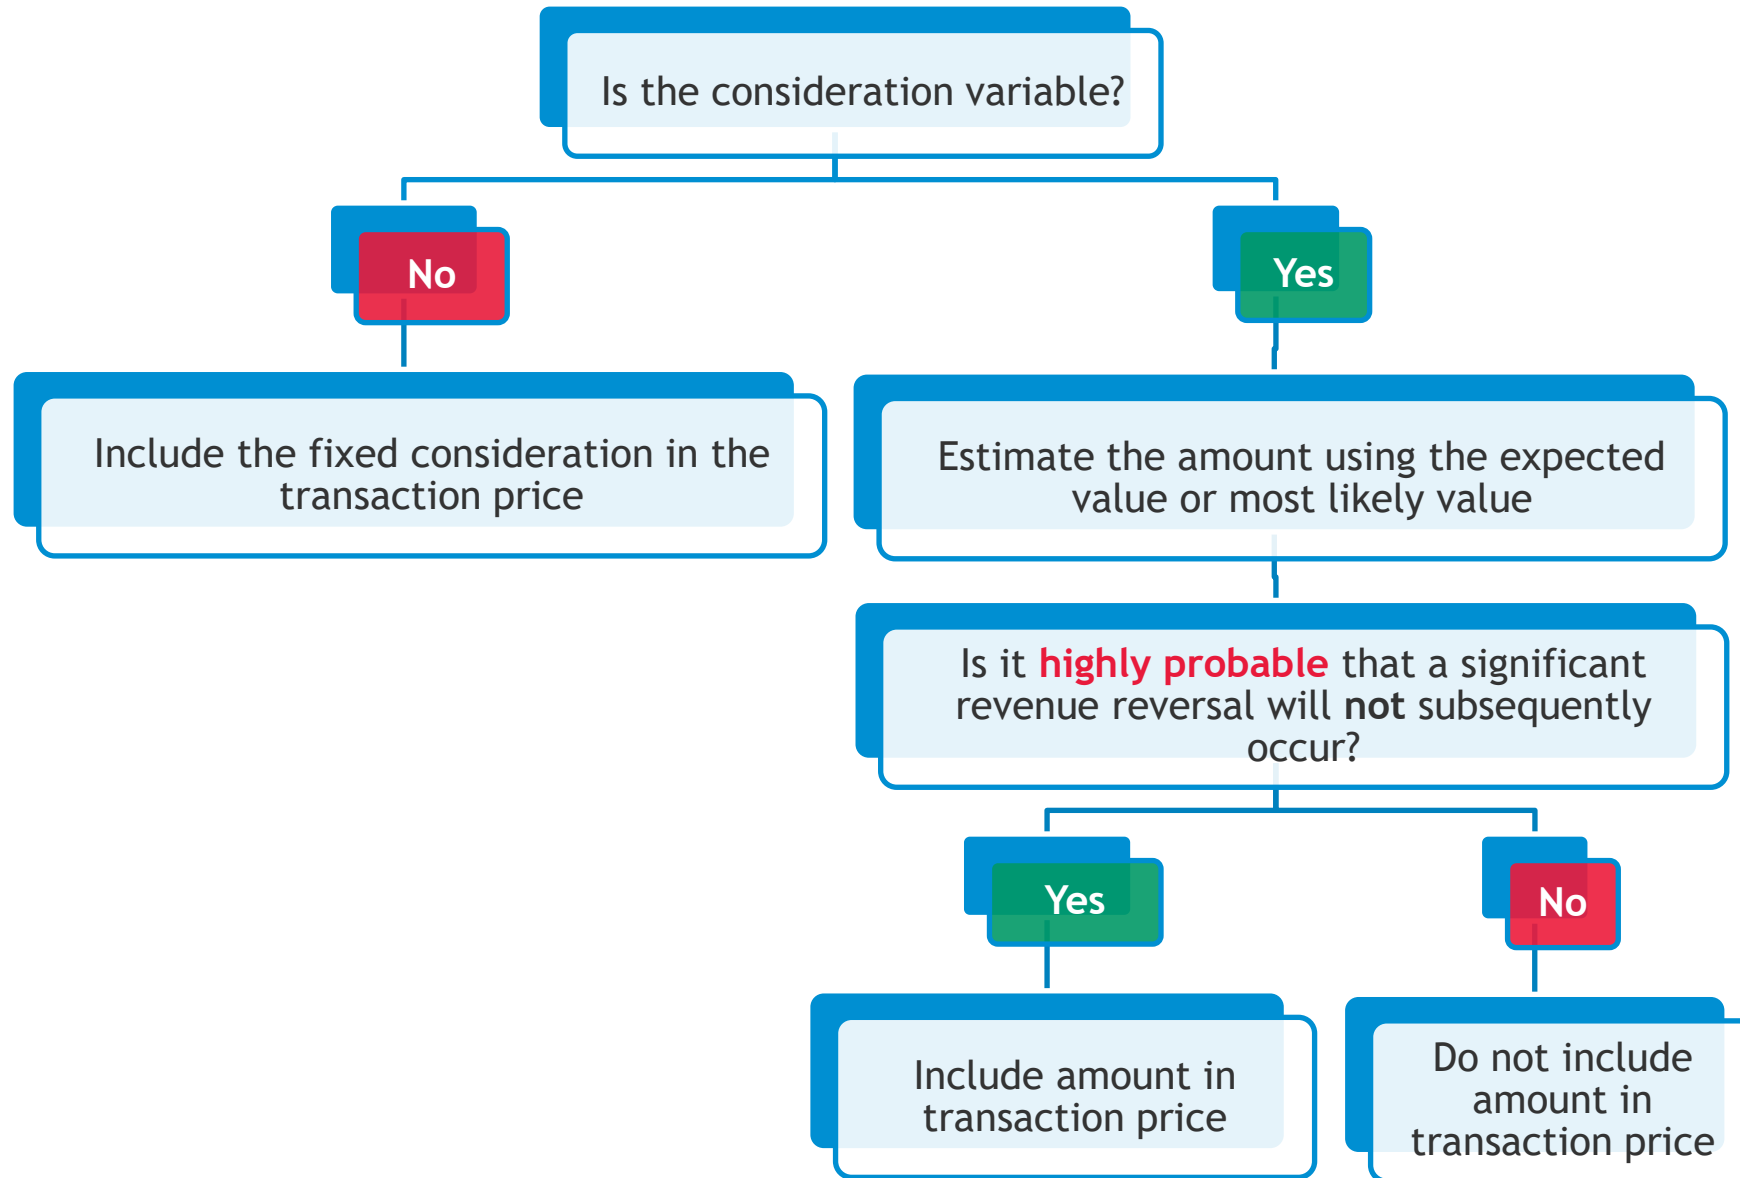 Is the consideration variable?
No
Yes
Include the fixed consideration in the
transaction price
Estimate the amount using the expected
value or most likely value
Is it highly probable that a significant
revenue reversal will not subsequently
occur?
Yes
No
Include amount in
transaction price
Do not include
amount in
transaction price